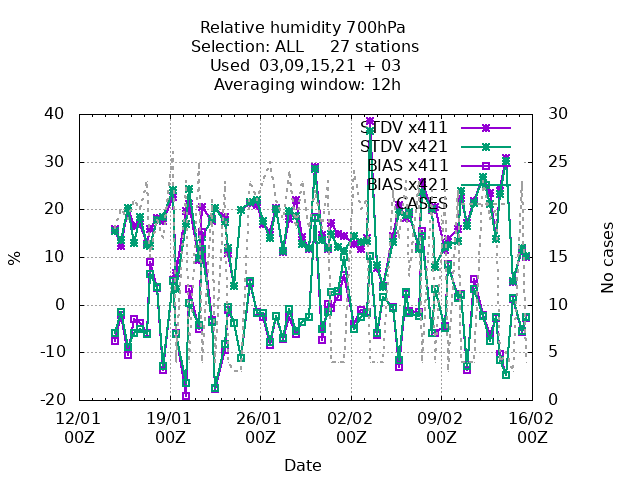 Relative humidity 700hPa
Selection: ALL 27 stations
Used 03,09,15,21 + 03
Averaging window: 12h
40 30
STDV x411
STDV x421
30 25
BIAS x411
BIAS x421
20 20
CASES
%
No cases
10 15
0 10
-10 5
-20 0
12/01 19/01 26/01 02/02 09/02 16/02
00Z 00Z 00Z 00Z 00Z 00Z
Date